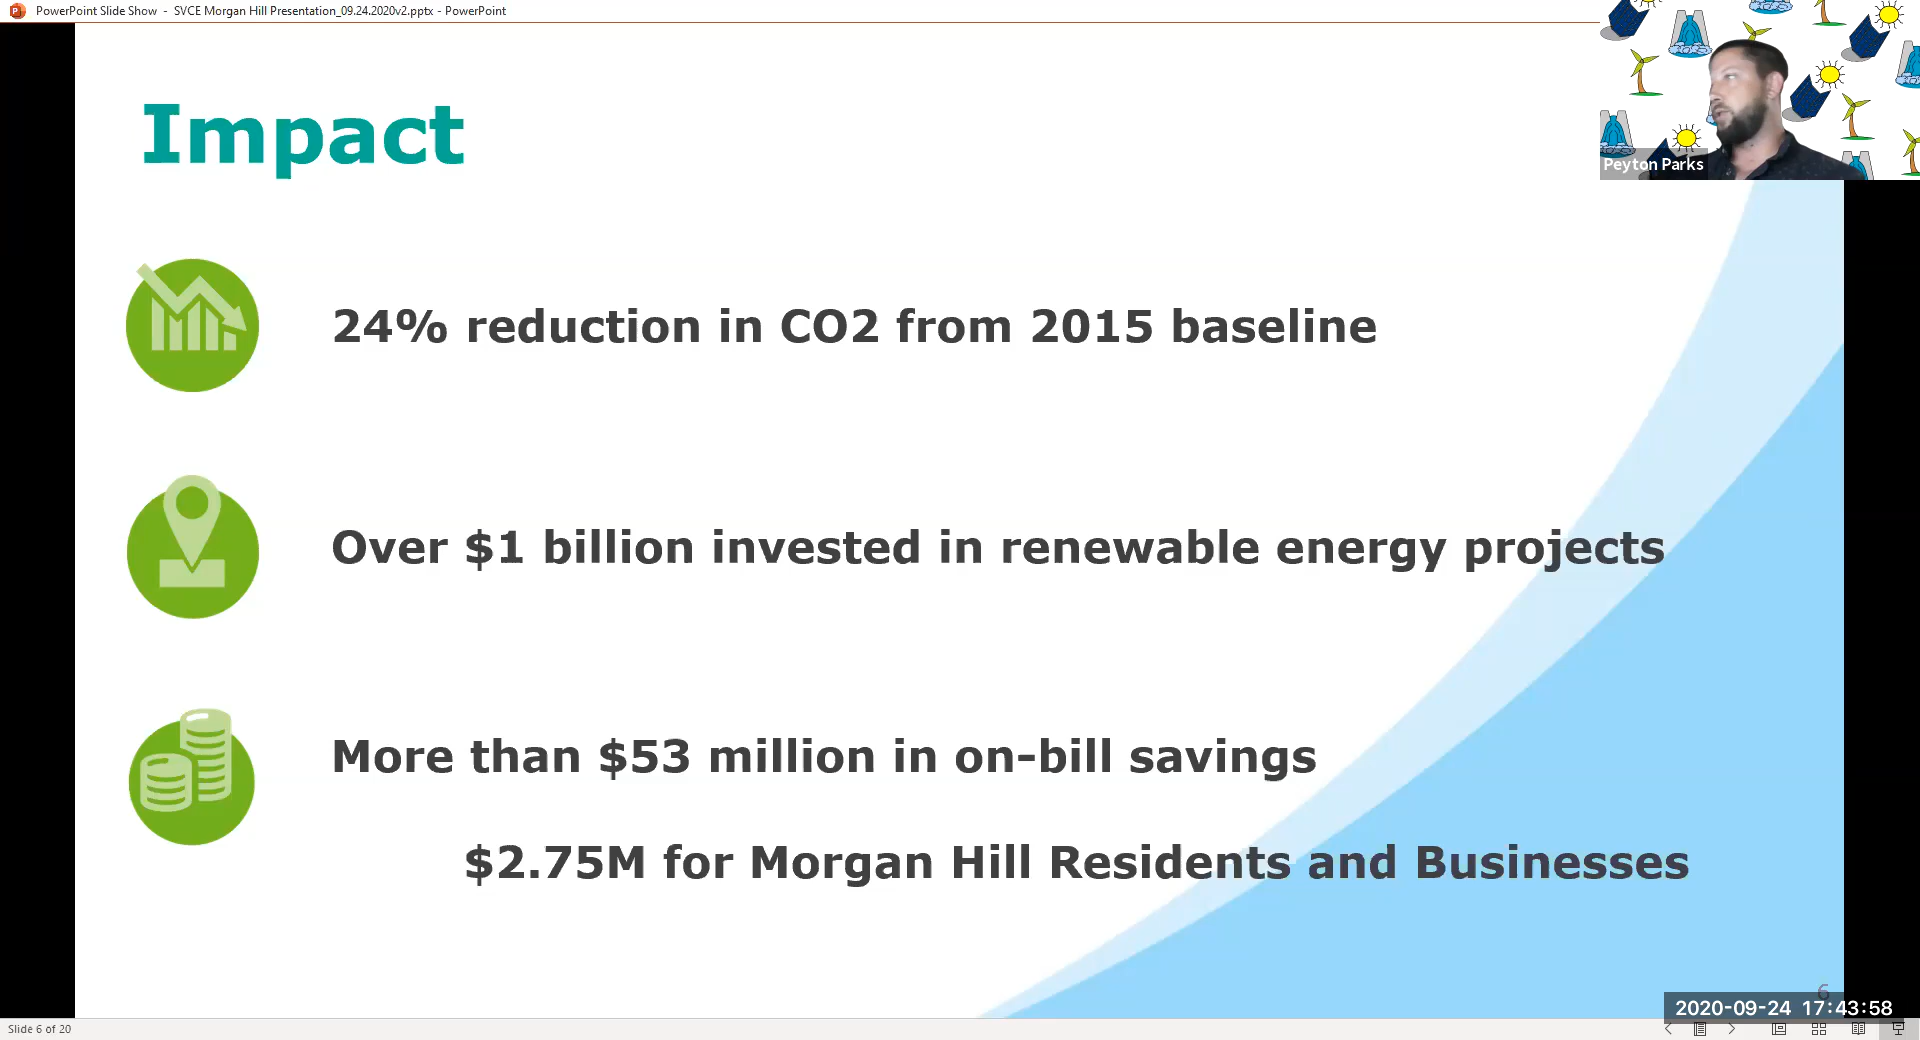 PowerPoint Slide Show - SVCE Morgan Hill Presentation_09.24.2020v2.pptx - PowerPoint
Peyton Parks
Impact
24% reduction in CO2 from 2015 baseline
Over $1 billion invested in renewable energy projects
More than $53 million in on-bill savings
$2.75M for Morgan Hill Residents and Businesses
6
2020-09-24 17:43:58
Slide 6 of 20